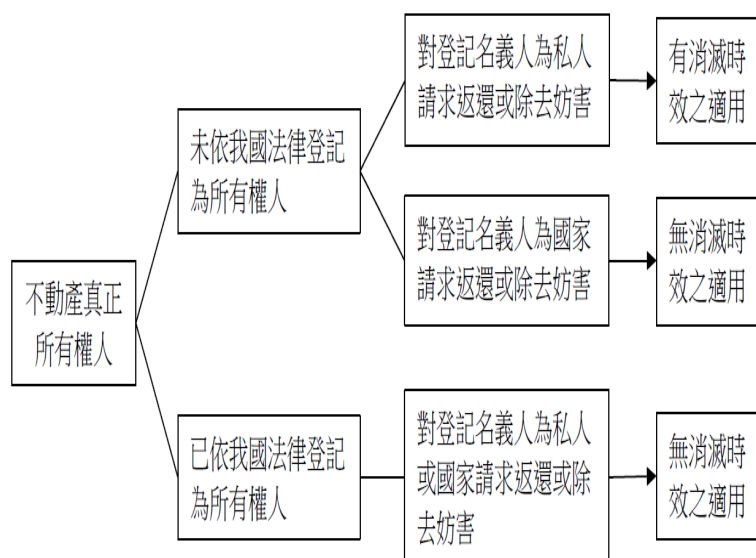 不動產真正
所有權人
未依我國法律登記
為所有權人
對登記名義人為私人
請求返還或除去妨害
有消滅時
效之適用
對登記名義人為國家
請求返還或除去妨害
無消滅時
效之適用
已依我國法律登記
為所有權人
對登記名義人為私人
或國家請求返還或除
去妨害
無消滅時
效之適用